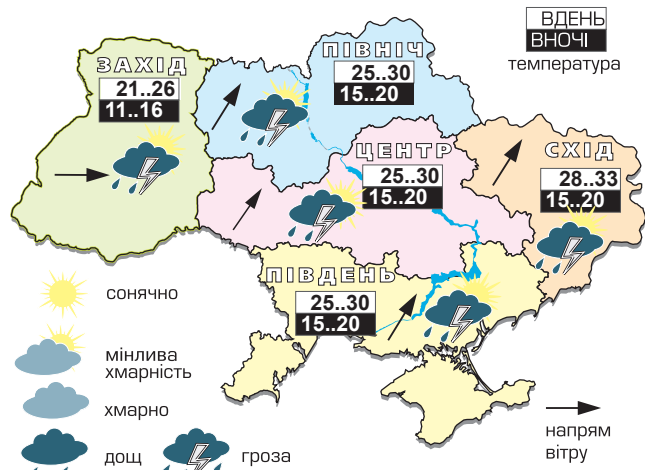 ВДЕНЬ
ВНОЧІ
температура
ПІВНІЧ
25..30
15..20
ЗАХІД
21..26
11..16
ЦЕНТР
25..30
15..20
СХІД
28..33
15..20
ПІВДЕНЬ
25..30
15..20
сонячно
мінлива
хмарність
хмарно
дощ
гроза
напрям
вітру